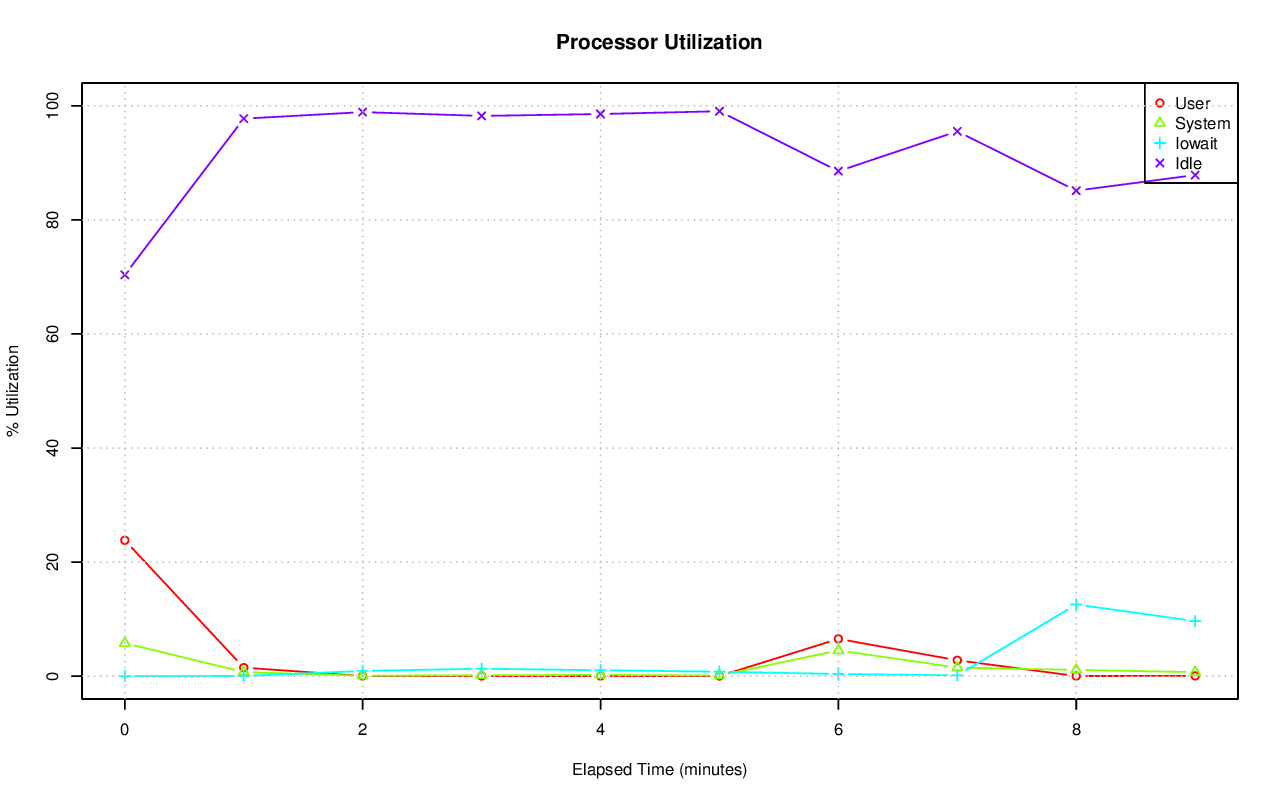 Processor Utilization
User
System
Iowait
Idle
% Utilization
100
80
60
40
20
0
0 2 4 6 8
Elapsed Time (minutes)